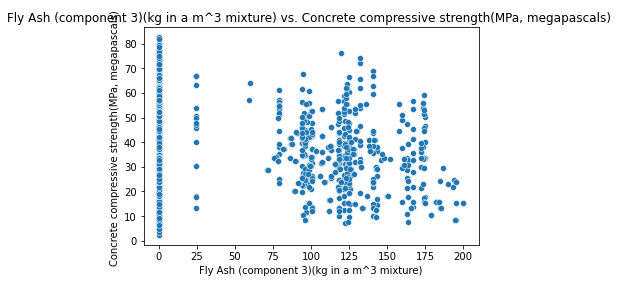 Fly Ash (component 3)(kg in a m^3 mixture) vs. Concrete compressive strength(MPa, megapascals)
Concrete compressive strength(MPa, megapascals)
80
70
60
50
40
30
20
10
0
0 25 50 75 100 125 150 175 200
Fly Ash (component 3)(kg in a m^3 mixture)